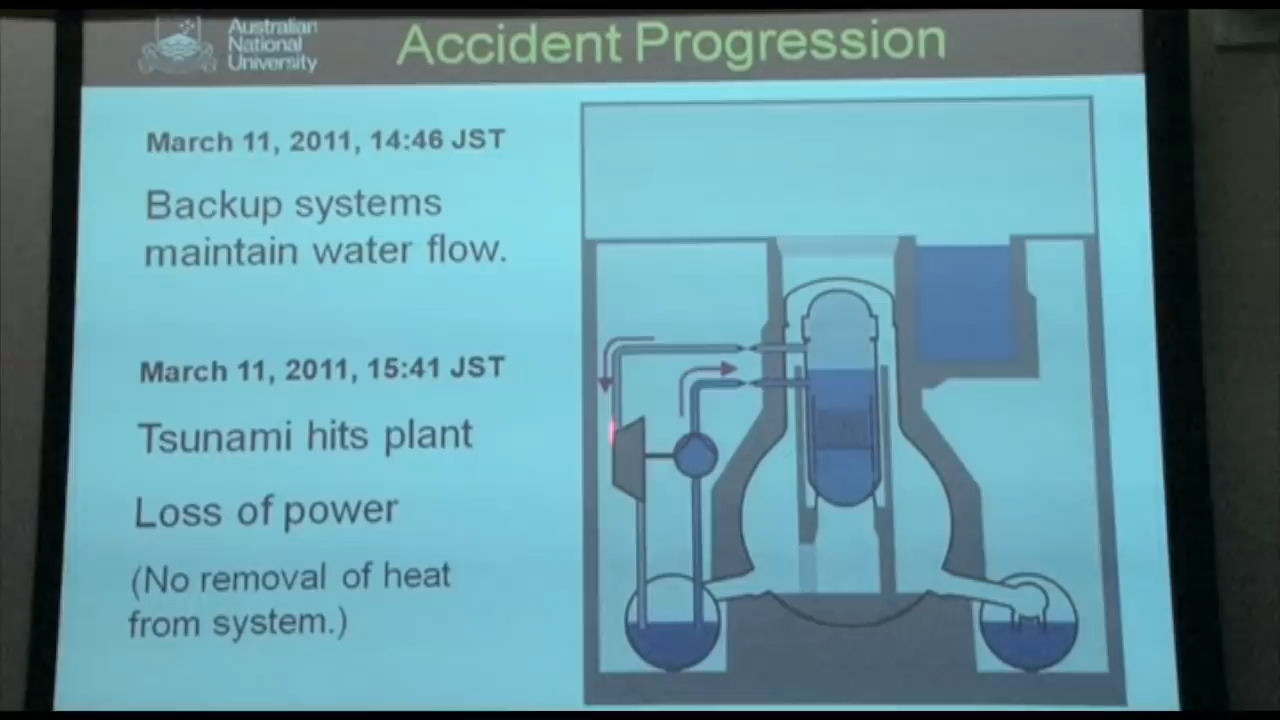 Australian
National
University
Accident Progression
March 11, 2011, 14:46 JST
Backup systems
maintain water flow.
March 11, 2011, 15:41 JST
Tsunami hits plant
Loss of power
(No removal of heat
from system.)